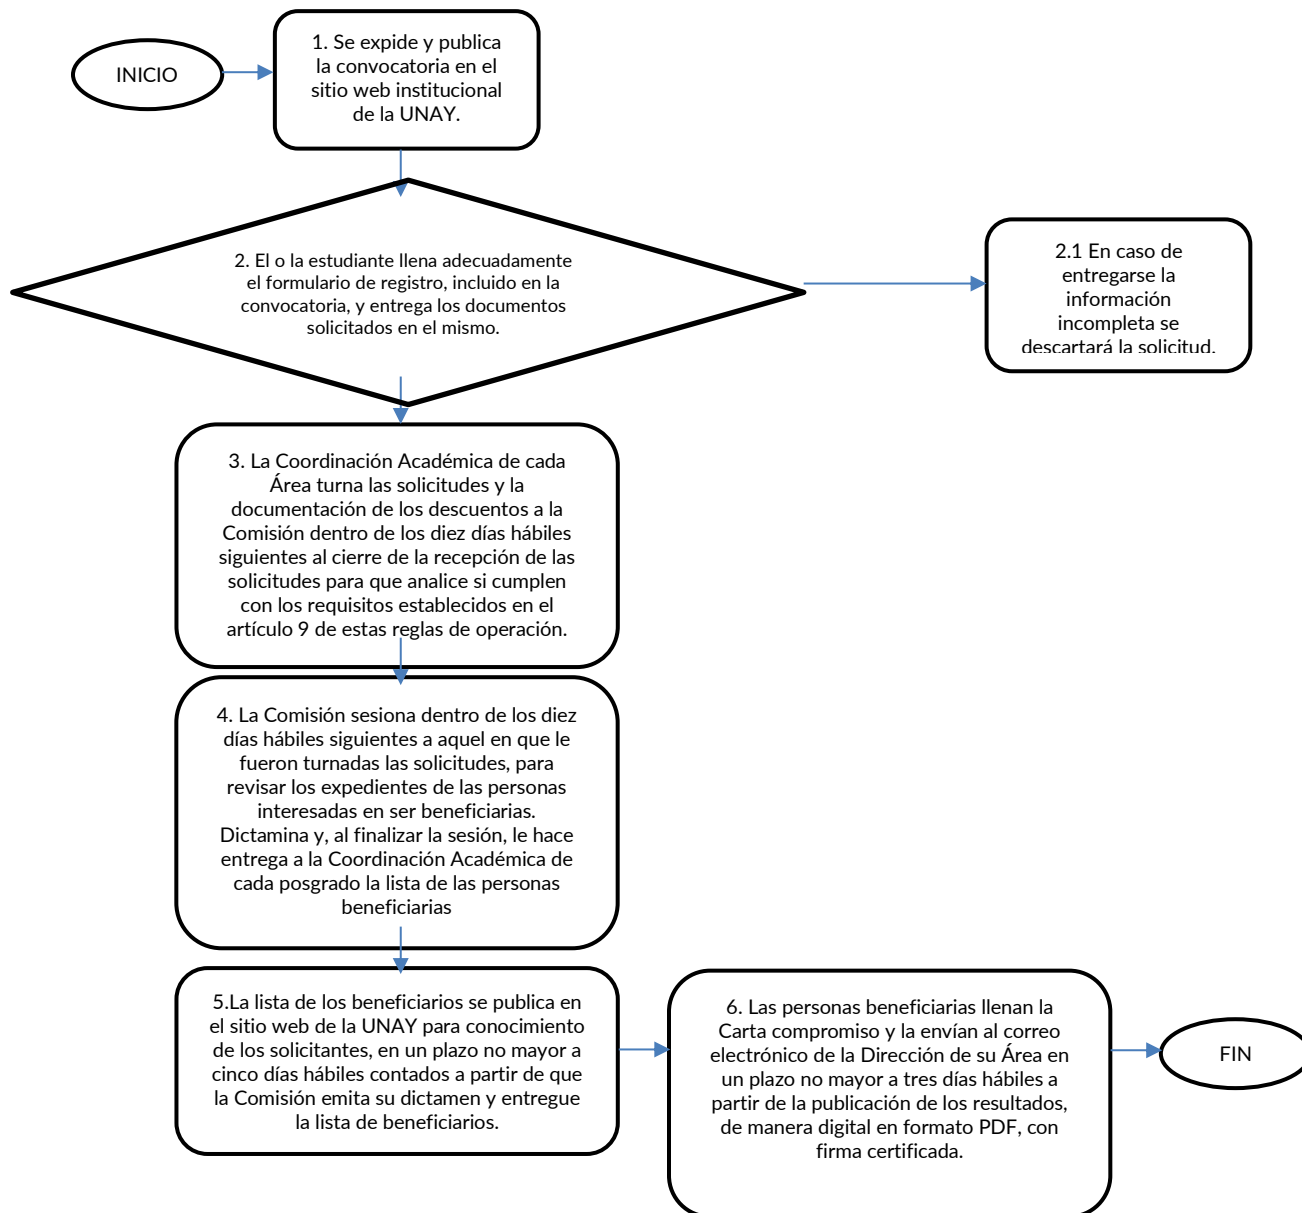 INICIO
1. Se expide y publica
la convocatoria en el
sitio web institucional
de la UNAY.
2. El o la estudiante llena adecuadamente
el formulario de registro, incluido en la
convocatoria, y entrega los documentos
solicitados en el mismo.
2.1 En caso de
entregarse la
información
incompleta se
descartará la solicitud.
3. La Coordinación Académica de cada
Área turna las solicitudes y la
documentación de los descuentos a la
Comisión dentro de los diez días hábiles
siguientes al cierre de la recepción de las
solicitudes para que analice si cumplen
con los requisitos establecidos en el
artículo 9 de estas reglas de operación.
4. La Comisión sesiona dentro de los diez
días hábiles siguientes a aquel en que le
fueron turnadas las solicitudes, para
revisar los expedientes de las personas
interesadas en ser beneficiarias.
Dictamina y, al finalizar la sesión, le hace
entrega a la Coordinación Académica de
cada posgrado la lista de las personas
beneficiarias
5.La lista de los beneficiarios se publica en
el sitio web de la UNAY para conocimiento
de los solicitantes, en un plazo no mayor a
cinco días hábiles contados a partir de que
la Comisión emita su dictamen y entregue
la lista de beneficiarios.
6. Las personas beneficiarias llenan la
Carta compromiso y la envían al correo
electrónico de la Dirección de su Área en
un plazo no mayor a tres días hábiles a
partir de la publicación de los resultados,
de manera digital en formato PDF, con
firma certificada.
FIN